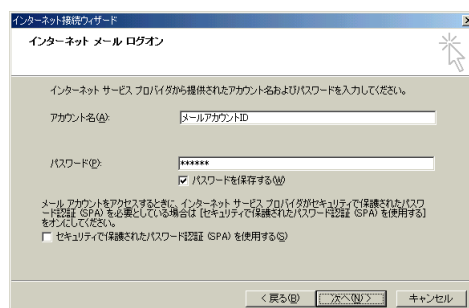 インターネット接続ウィザード
インターネット メール ログオン
インターネット サービス プロバイダから提供されたアカウント名およびパスワードを入力してください。
アカウント名(A):
メールアカウントID
パスワード(P):
******
パスワードを保存する(W)
メール アカウントをアクセスするときに、インターネット サービス プロバイダがセキュリティで保護されたパスワ
ード認証 (SPA) を必要としている場合は [セキュリティで保護されたパスワード認証 (SPA) を使用する]
をオンにしてください。
セキュリティで保護されたパスワード認証 (SPA) を使用する(S)
< 戻る(B)
次へ(N) >
キャンセル